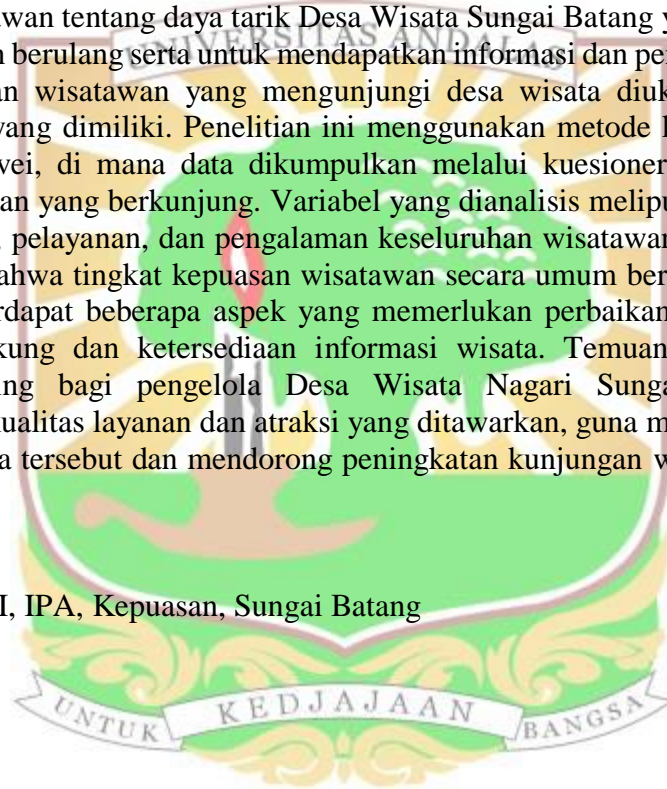 wan tentang daya tarik Desa Wisata Sungai Batang y
berulang serta untuk mendapatkan informasi dan pe
UNIVERSITAS ANDALAS
an wisatawan yang mengunjungi desa wisata diuk
yang dimiliki. Penelitian ini menggunakan metode
vei, di mana data dikumpulkan melalui kuesioner
an yang berkunjung. Variabel yang dianalisis melipu
pelayanan, dan pengalaman keseluruhan wisatawan
ahwa tingkat kepuasan wisatawan secara umum ber
rdapat beberapa aspek yang memerlukan perbaikan
kung dan ketersediaan informasi wisata. Temuan
ing bagi pengelola Desa Wisata Nagari Sunga
kualitas layanan dan atraksi yang ditawarkan, guna m
a tersebut dan mendorong peningkatan kunjungan w
I, IPA, Kepuasan, Sungai Batang
UNTUK KEDJAJAAN BANGSA